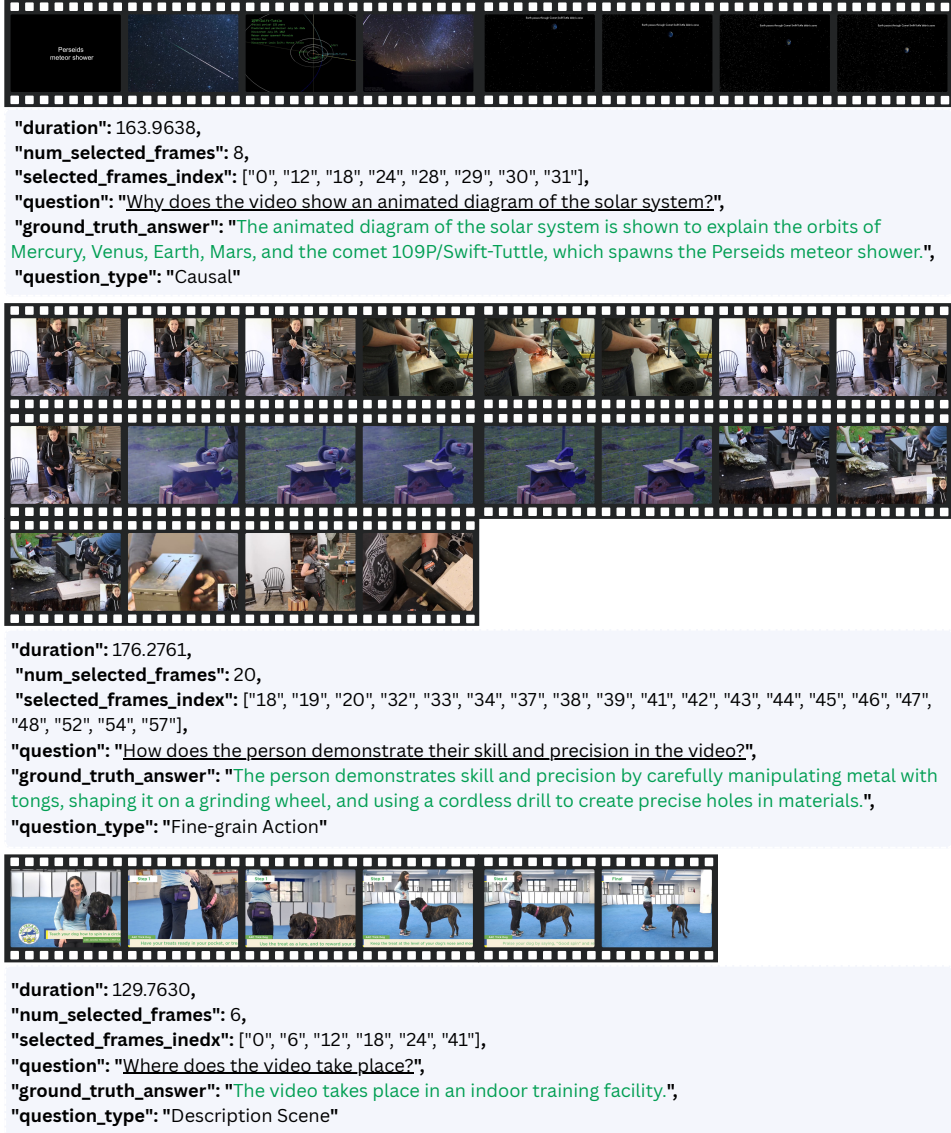 Perseids
meteor shower
"duration": 163.9638,
"num_selected_frames": 8,
"selected_frames_index": ["0", "12", "18", "24", "28", "29", "30", "31"],
"question": "Why does the video show an animated diagram of the solar system?",
"ground_truth_answer": "The animated diagram of the solar system is shown to explain the orbits of
Mercury, Venus, Earth, Mars, and the comet 109P/Swift-Tuttle, which spawns the Perseids meteor shower.",
"question_type": "Causal"
"duration": 176.2761,
"num_selected_frames": 20,
"selected_frames_index": ["18", "19", "20", "32", "33", "34", "37", "38", "39", "41", "42", "43", "44", "45", "46", "47",
"48", "52", "54", "57"],
"question": "How does the person demonstrate their skill and precision in the video?",
"ground_truth_answer": "The person demonstrates skill and precision by carefully manipulating metal with
tongs, shaping it on a grinding wheel, and using a cordless drill to create precise holes in materials.",
"question_type": "Fine-grain Action"
Step 1
Step 1
Step 3
Step 4
Final
"duration": 129.7630,
"num_selected_frames": 6,
"selected_frames_inedx": ["0", "6", "12", "18", "24", "41"],
"question": "Where does the video take place?",
"ground_truth_answer": "The video takes place in an indoor training facility.",
"question_type": "Description Scene"